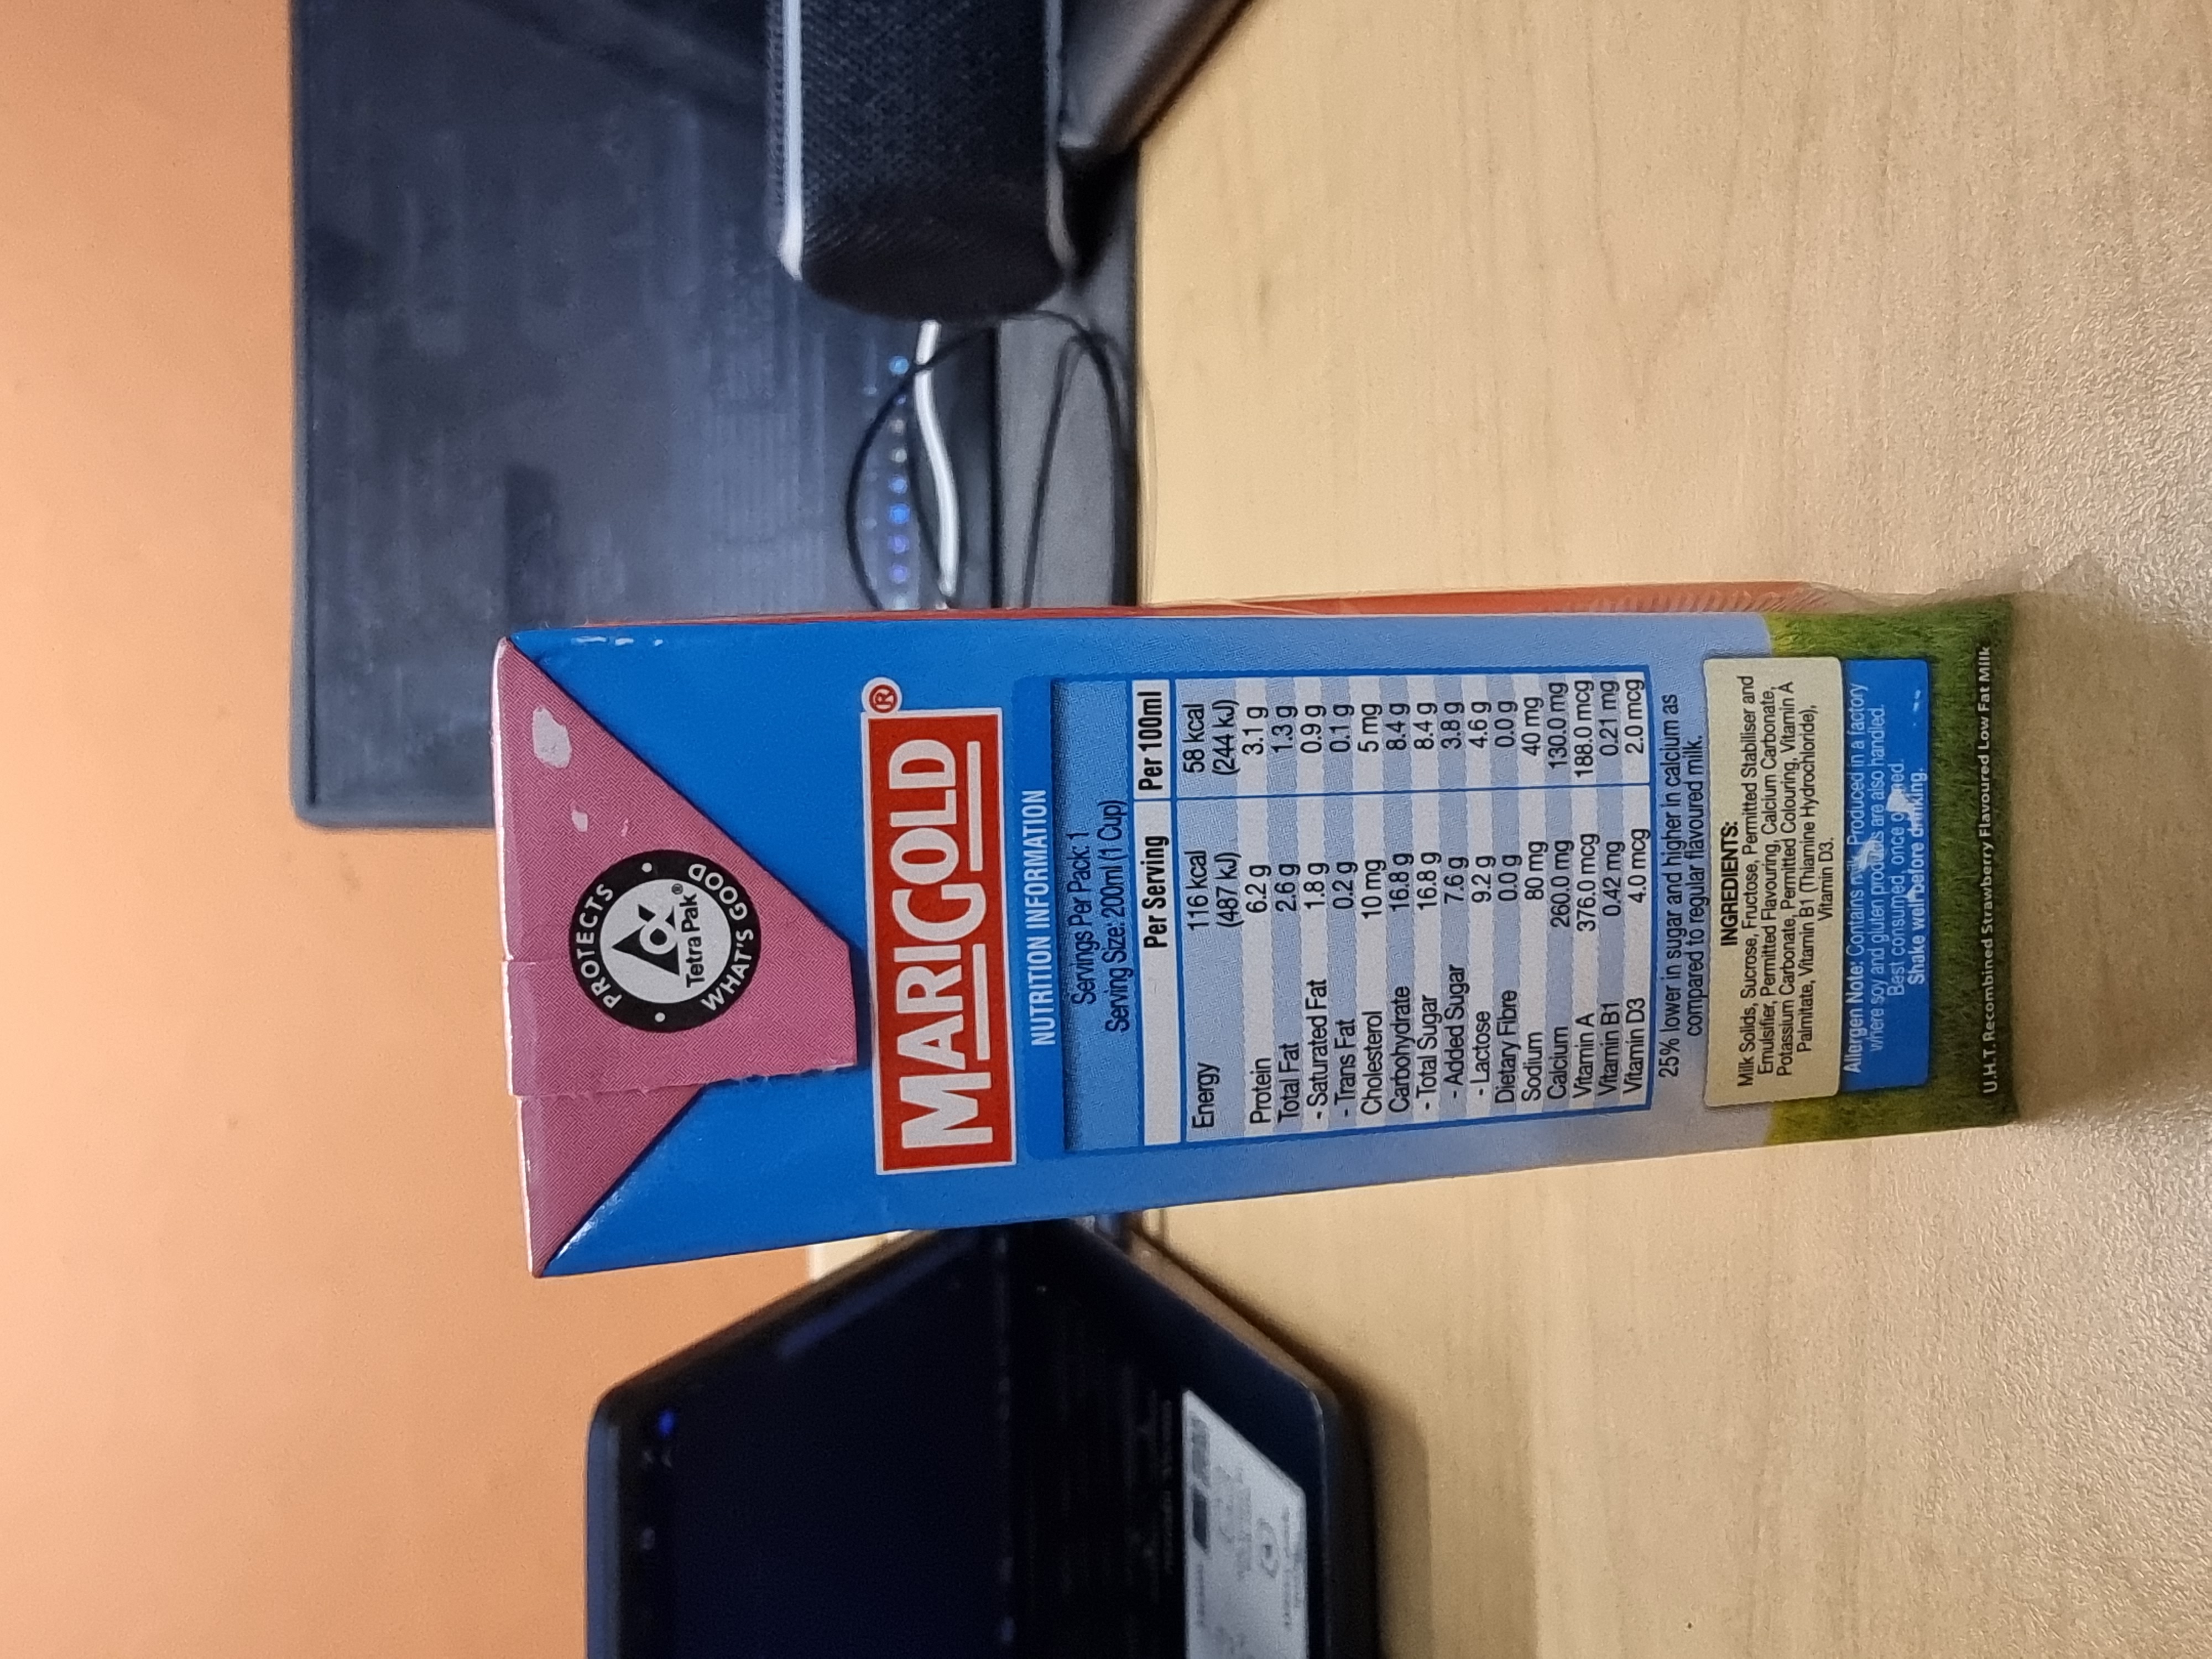 PROTECTS
Tetra Pak®
WHAT'S GOOD
MARIGOLD®
NUTRITION INFORMATION
Servings Per Pack: 1
Serving Size: 200ml (1 Cup)
Per Serving Per 100ml
Energy 116 kcal 58 kcal
(487 kJ) (244 kJ)
Protein 6.2 g 3.1 g
Total Fat 2.6 g 1.3 g
- Saturated Fat 1.8 g 0.9 g
- Trans Fat 0.2 g 0.1 g
Cholesterol 10 mg 5 mg
Carbohydrate 16.8 g 8.4 g
- Total Sugar 16.8 g 8.4 g
- Added Sugar 7.6 g 3.8 g
- Lactose 9.2 g 4.6 g
Dietary Fibre 0.0 g 0.0 g
Sodium 80 mg 40 mg
Calcium 260.0 mg 130.0 mg
Vitamin A 376.0 mcg 188.0 mcg
Vitamin B1 0.42 mg 0.21 mg
Vitamin D3 4.0 mcg 2.0 mcg
25% lower in sugar and higher in calcium as
compared to regular flavoured milk.
INGREDIENTS:
Milk Solids, Sucrose, Fructose, Permitted Stabiliser and
Emulsifier, Permitted Flavouring, Calcium Carbonate,
Potassium Carbonate, Permitted Colouring, Vitamin A
Palmitate, Vitamin B1 (Thiamine Hydrochloride),
Vitamin D3.
Allergen Note: Contains milk. Produced in a factory
where soy and gluten products are also handled.
Best consumed, once opened.
Shake well before drinking.
U.H.T. Recombined Strawberry Flavoured Low Fat Milk